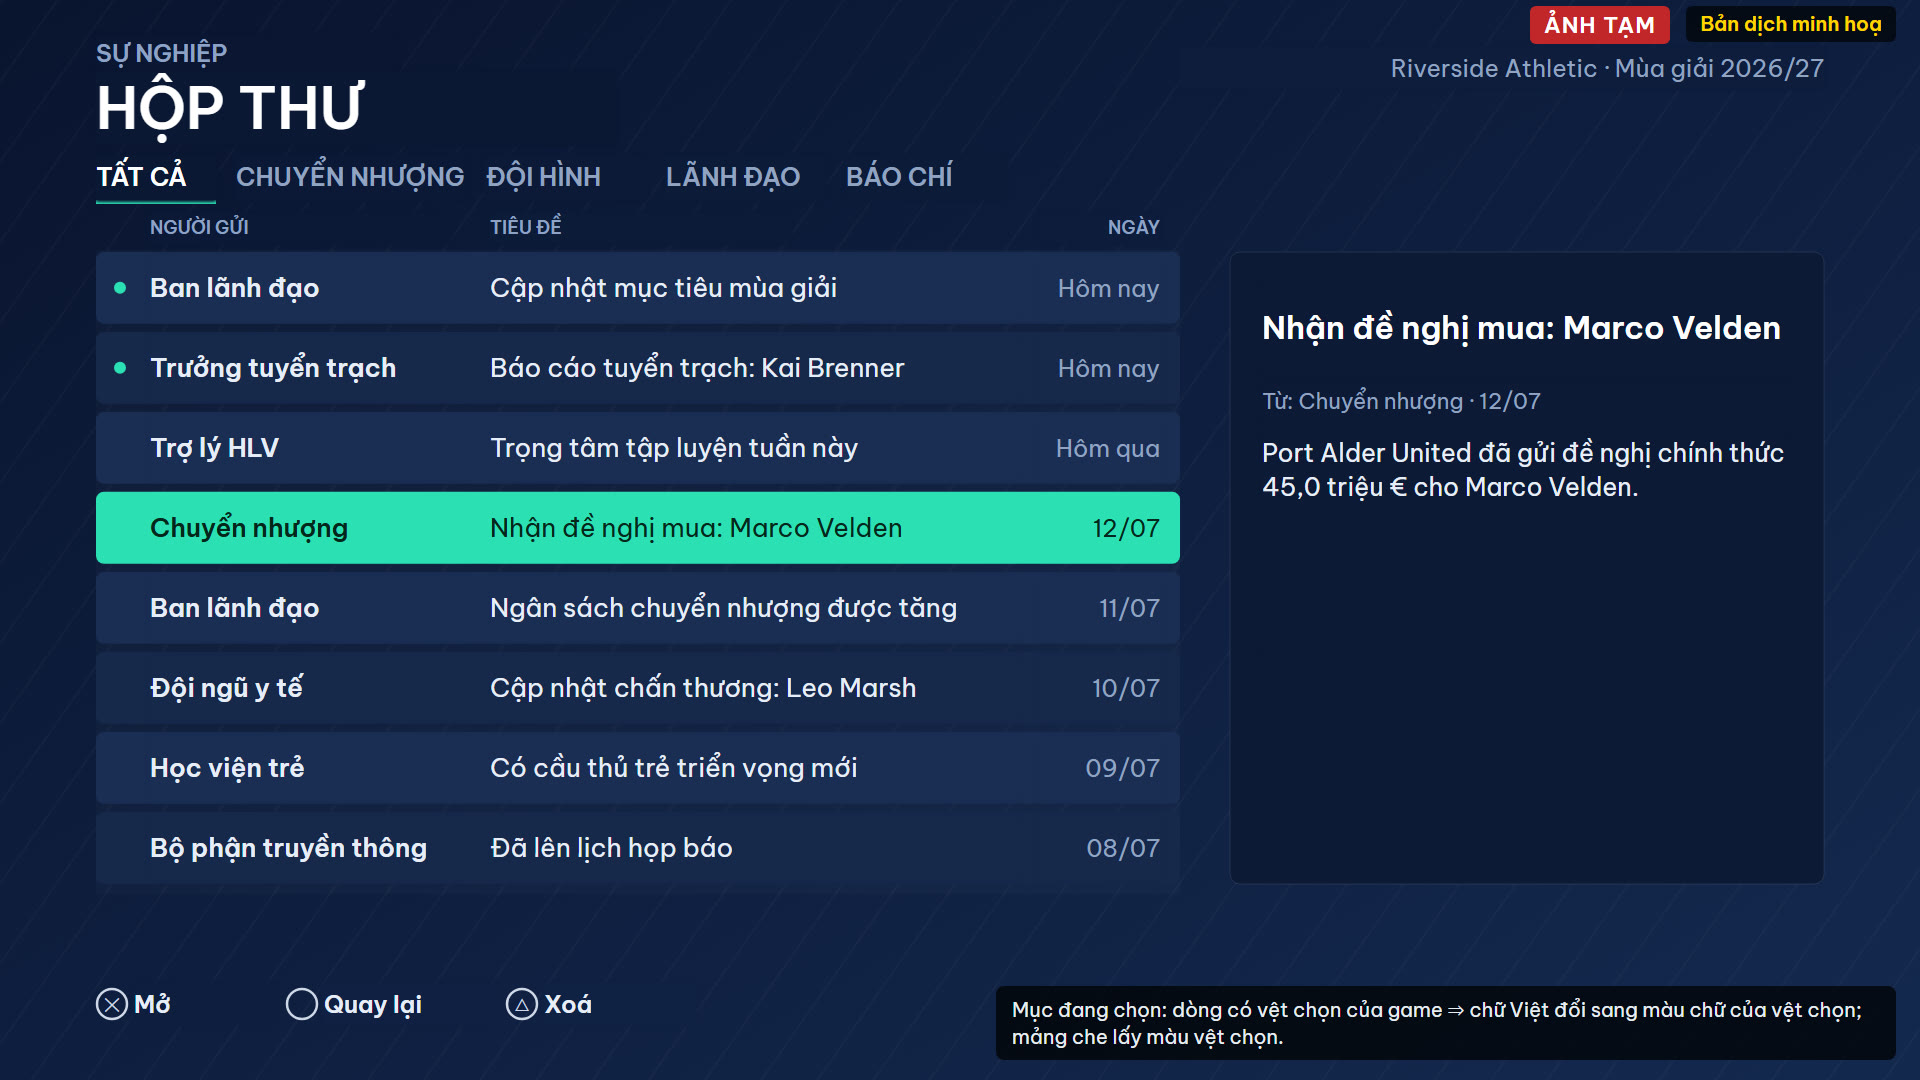 ẢNH TẠM
Bản dịch minh hoạ
SỰ NGHIỆP
Riverside Athletic · Mùa giải 2026/27
HỘP THƯ
TẤT CẢ CHUYỂN NHƯỢNG ĐỘI HÌNH LÃNH ĐẠO BÁO CHÍ
NGƯỜI GỬI TIÊU ĐỀ NGÀY
Ban lãnh đạo Cập nhật mục tiêu mùa giải Hôm nay
Trưởng tuyển trạch Báo cáo tuyển trạch: Kai Brenner Hôm nay
Trợ lý HLV Trọng tâm tập luyện tuần này Hôm qua
Chuyển nhượng Nhận đề nghị mua: Marco Velden 12/07
Ban lãnh đạo Ngân sách chuyển nhượng được tăng 11/07
Đội ngũ y tế Cập nhật chấn thương: Leo Marsh 10/07
Học viện trẻ Có cầu thủ trẻ triển vọng mới 09/07
Bộ phận truyền thông Đã lên lịch họp báo 08/07
Nhận đề nghị mua: Marco Velden
Từ: Chuyển nhượng · 12/07
Port Alder United đã gửi đề nghị chính thức
45,0 triệu € cho Marco Velden.
Mở Quay lại Xoá
Mục đang chọn: dòng có vệt chọn của game ⇒ chữ Việt đổi sang màu chữ của vệt chọn;
mảng che lấy màu vệt chọn.